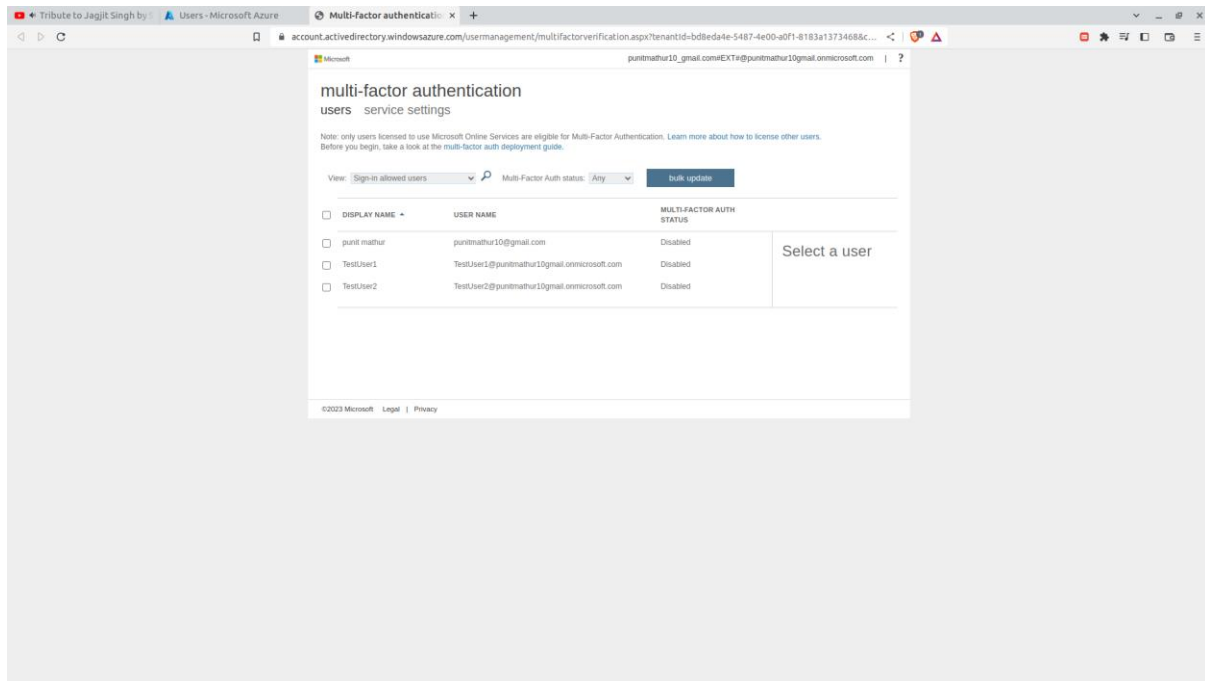 Tribute to Jagjit Singh by
Users - Microsoft Azure
Multi-factor authenticatio
account.activedirectory.windowsazure.com/usermanagement/multifactorverification.aspx?tenantId=bd8eda4e-5487-4e00-a0f1-8183a1373468&c...
Microsoft
punitmathur10_gmail.com#EXT#@punitmathur10gmail.onmicrosoft.com | ?
multi-factor authentication
users service settings
Note: only users licensed to use Microsoft Online Services are eligible for Multi-Factor Authentication. Learn more about how to license other users.
Before you begin, take a look at the multi-factor auth deployment guide.
View: Sign-in allowed users Multi-Factor Auth status: Any bulk update
DISPLAY NAME USER NAME MULTI-FACTOR AUTH
STATUS
punit mathur punitmathur10@gmail.com Disabled
Select a user
TestUser1 TestUser1@punitmathur10gmail.onmicrosoft.com Disabled
TestUser2 TestUser2@punitmathur10gmail.onmicrosoft.com Disabled
©2023 Microsoft Legal | Privacy